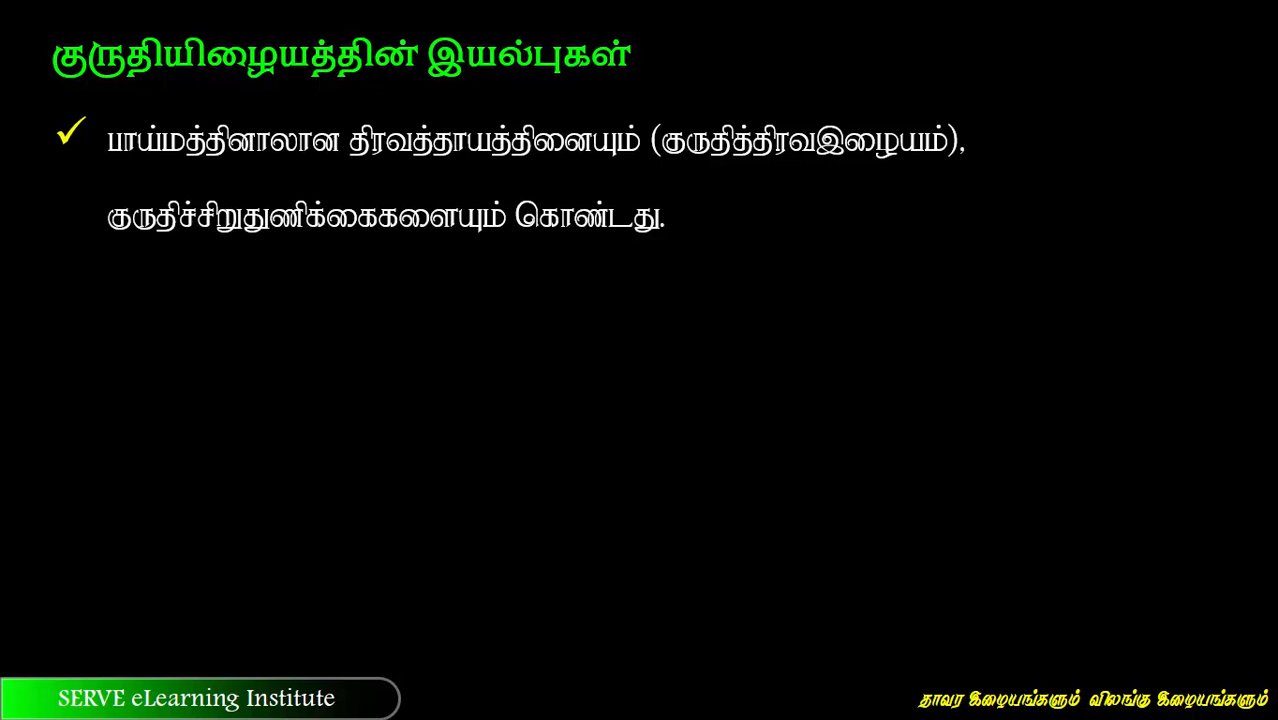 குருதியிழையத்தின் இயல்புகள்
✓ பாய்மத்தினாலான திரவத்தாயத்தினையும் (குருதித்திரவஇழையம்),
குருதிச்சிறுதுணிக்கைகளையும் கொண்டது.
SERVE eLearning Institute
தாவர இழையங்களும் விலங்கு இழையங்களும்